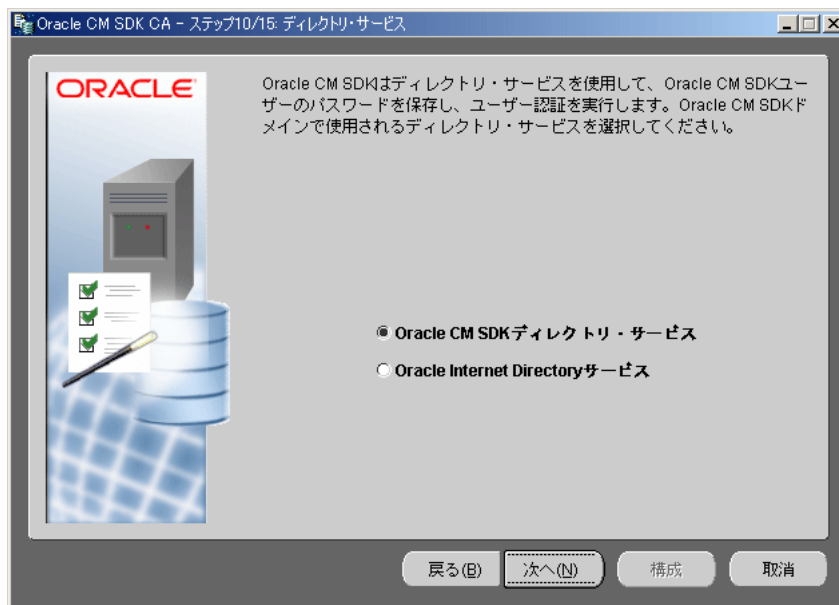 Oracle CM SDK CA - ステップ10/15: ディレクトリ・サービス
ORACLE
Oracle CM SDKはディレクトリ・サービスを使用して、Oracle CM SDKユー
ザーのパスワードを保存し、ユーザー認証を実行します。Oracle CM SDKド
メインで使用されるディレクトリ・サービスを選択してください。
Oracle CM SDKディレクトリ・サービス
Oracle Internet Directoryサービス
戻る(B) 次へ(N) 構成 取消